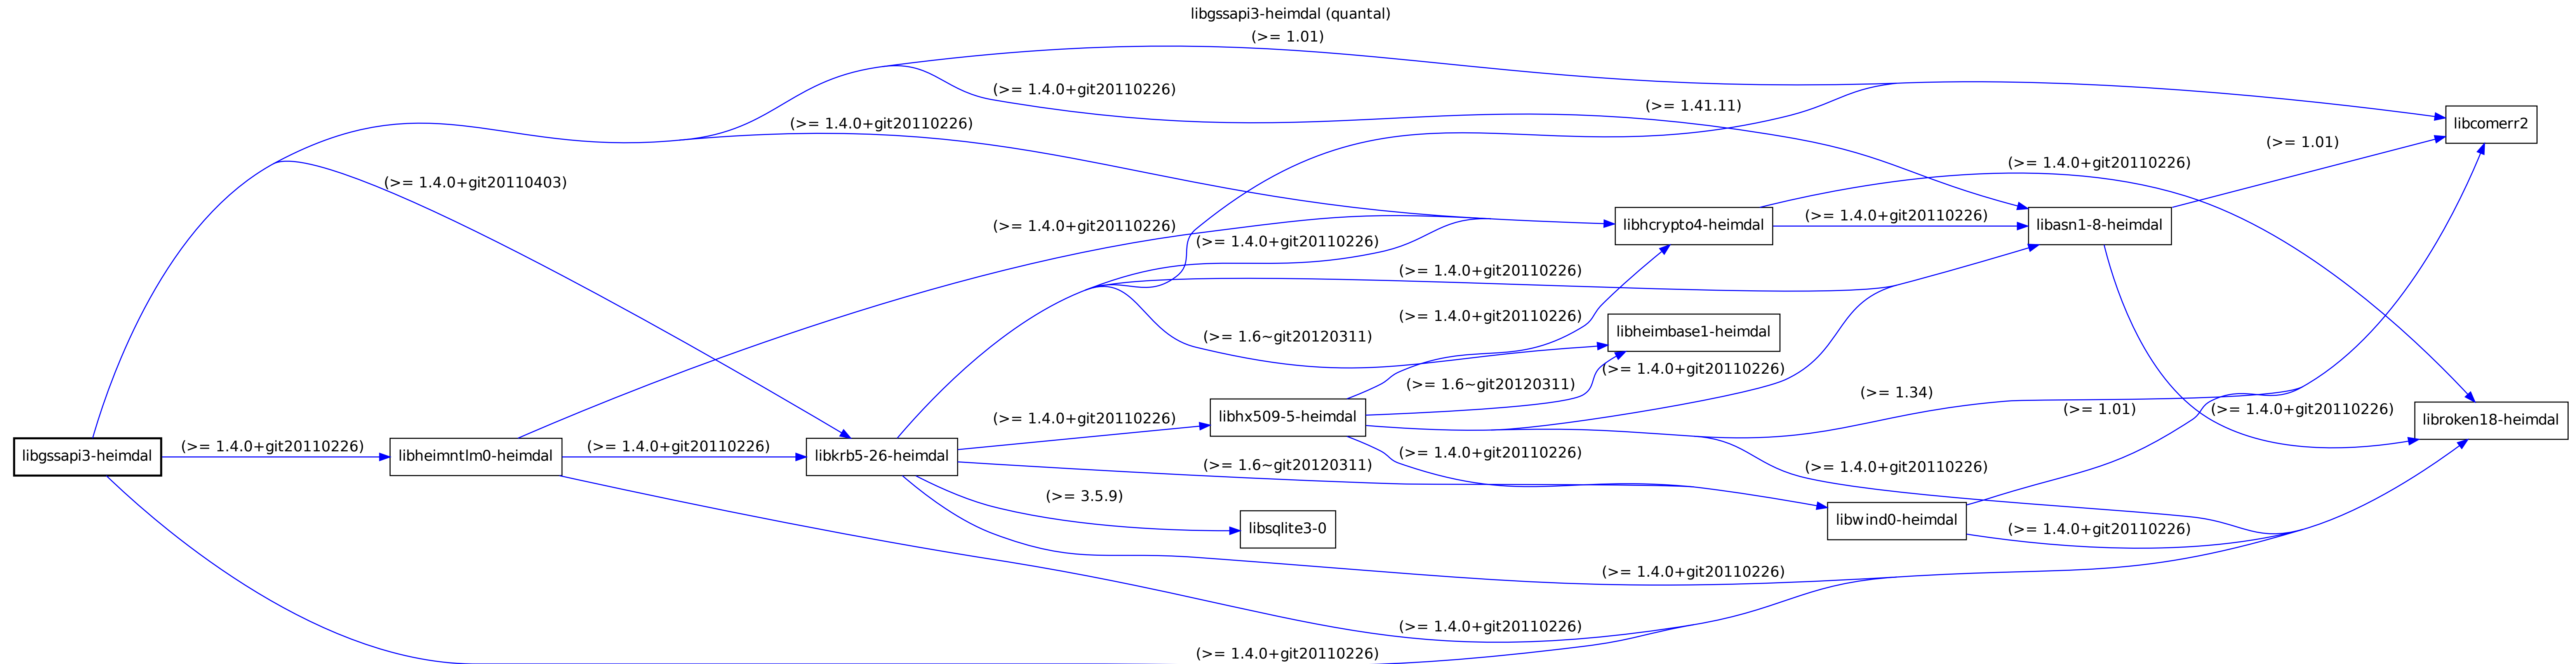 libgssapi3-heimdal (quantal)
(>= 1.01)
(>= 1.4.0+git20110226)
(>= 1.41.11)
(>= 1.4.0+git20110226)
libcomerr2
(>= 1.01)
(>= 1.4.0+git20110226)
(>= 1.4.0+git20110403)
(>= 1.4.0+git20110226)
(>= 1.4.0+git20110226)
libhcrypto4-heimdal
(>= 1.4.0+git20110226)
libasn1-8-heimdal
(>= 1.4.0+git20110226)
(>= 1.4.0+git20110226)
(>= 1.4.0+git20110226)
(>= 1.6~git20120311)
libheimbase1-heimdal
(>= 1.4.0+git20110226)
(>= 1.6~git20120311)
(>= 1.34)
(>= 1.01)
(>= 1.4.0+git20110226)
(>= 1.4.0+git20110226)
libhx509-5-heimdal
libroken18-heimdal
(>= 1.4.0+git20110226)
(>= 1.4.0+git20110226)
(>= 1.4.0+git20110226)
libgssapi3-heimdal
libheimntlm0-heimdal
libkrb5-26-heimdal
(>= 1.6~git20120311)
(>= 1.4.0+git20110226)
(>= 3.5.9)
libsqlite3-0
libwind0-heimdal
(>= 1.4.0+git20110226)
(>= 1.4.0+git20110226)
(>= 1.4.0+git20110226)
(>= 1.4.0+git20110226)